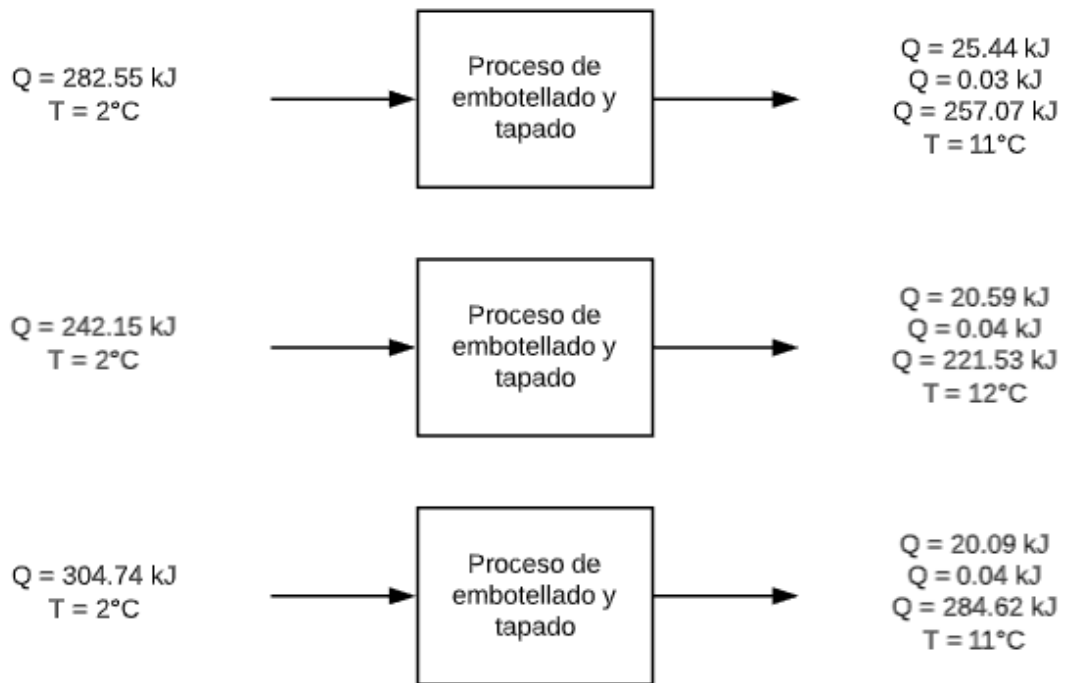 Q = 282.55 kJ
T = 2°C
Proceso de
embotellado y
tapado
Q = 25.44 kJ
Q = 0.03 kJ
Q = 257.07 kJ
T = 11°C
Q = 242.15 kJ
T = 2°C
Proceso de
embotellado y
tapado
Q = 20.59 kJ
Q = 0.04 kJ
Q = 221.53 kJ
T = 12°C
Q = 304.74 kJ
T = 2°C
Proceso de
embotellado y
tapado
Q = 20.09 kJ
Q = 0.04 kJ
Q = 284.62 kJ
T = 11°C